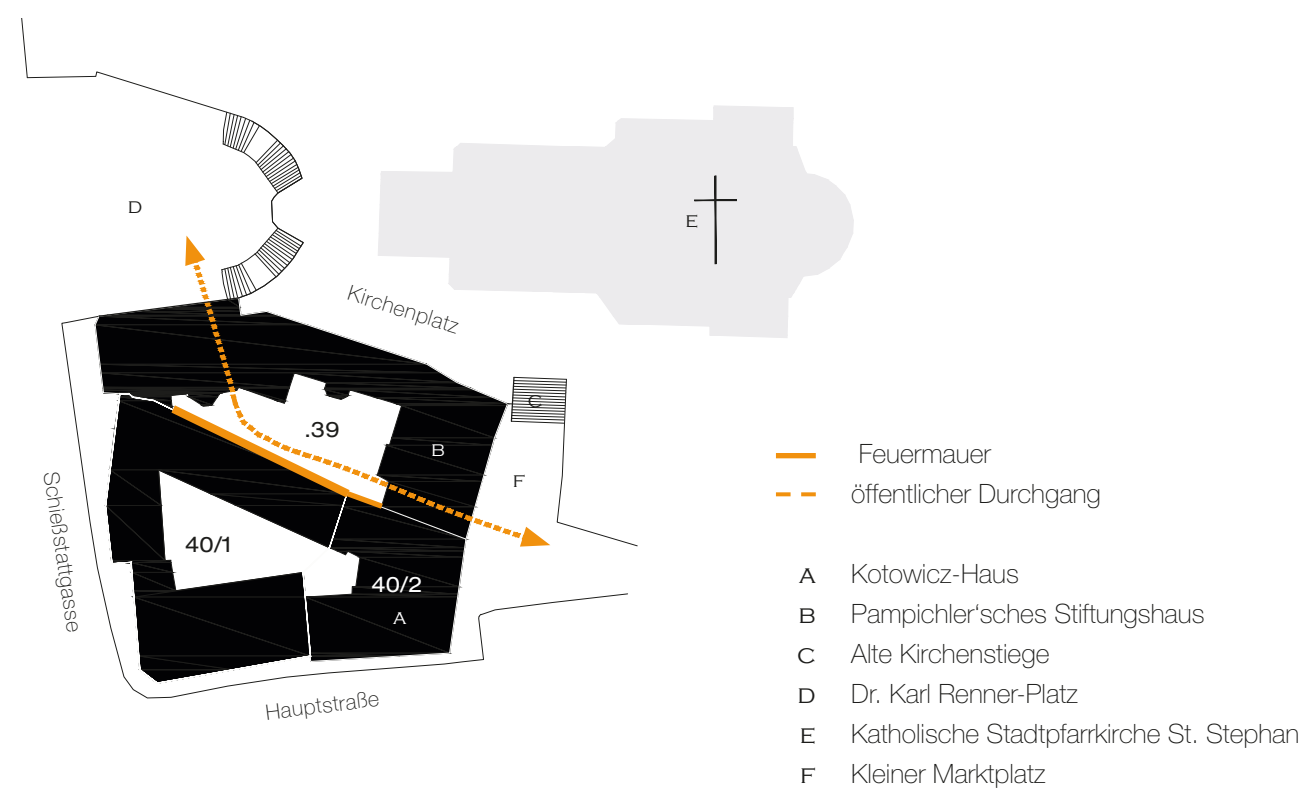 D
E
Kirchenplatz
C
.39
B
F
Schießstattgasse
40/1
40/2
A
Hauptstraße
Feuermauer
öffentlicher Durchgang
A Kotowicz-Haus
B Pampichler‘sches Stiftungshaus
C Alte Kirchenstiege
D Dr. Karl Renner-Platz
E Katholische Stadtpfarrkirche St. Stephan
F Kleiner Marktplatz